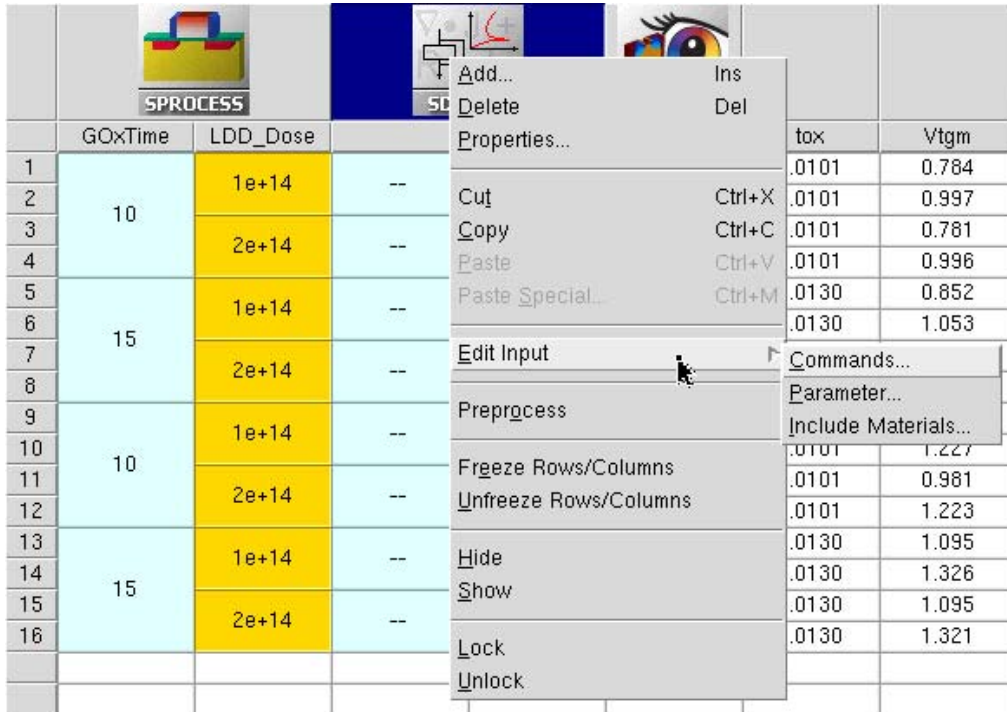 SPROCESS
SD
Add... Ins
Delete Del
Properties...
GOxTime LDD_Dose tox Vtgm
1 10 1e+14 -- .0101 0.784
2 Cut Ctrl+X .0101 0.997
3 2e+14 -- Copy Ctrl+C .0101 0.781
4 Paste Ctrl+V .0101 0.996
5 15 1e+14 -- Paste Special... Ctrl+M .0130 0.852
6 .0130 1.053
7 2e+14 -- Edit Input Commands...
8 Parameter...
9 10 1e+14 -- Preprocess Include Materials...
10 .0101 1.227
11 2e+14 -- Freeze Rows/Columns .0101 0.981
12 Unfreeze Rows/Columns .0101 1.223
13 15 1e+14 -- Hide .0130 1.095
14 Show .0130 1.326
15 2e+14 -- .0130 1.095
16 Lock .0130 1.321
Unlock